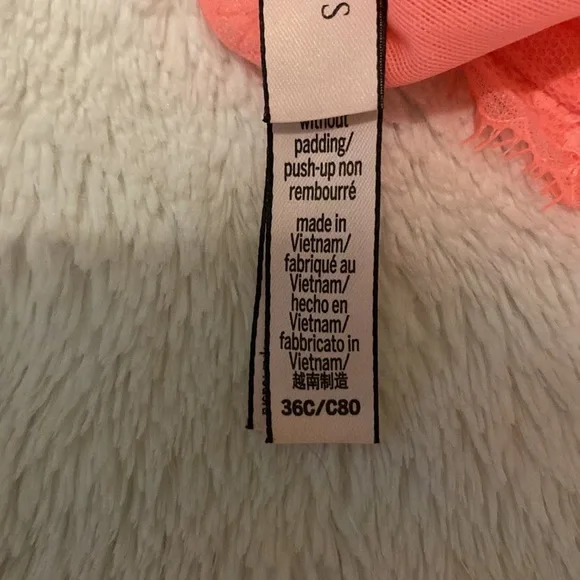 S
without
padding/
push-up non
rembourré
made in
Vietnam/
fabriqué au
Vietnam/
hecho en
Vietnam/
fabbricato in
Vietnam/
越南制造
36C/C80